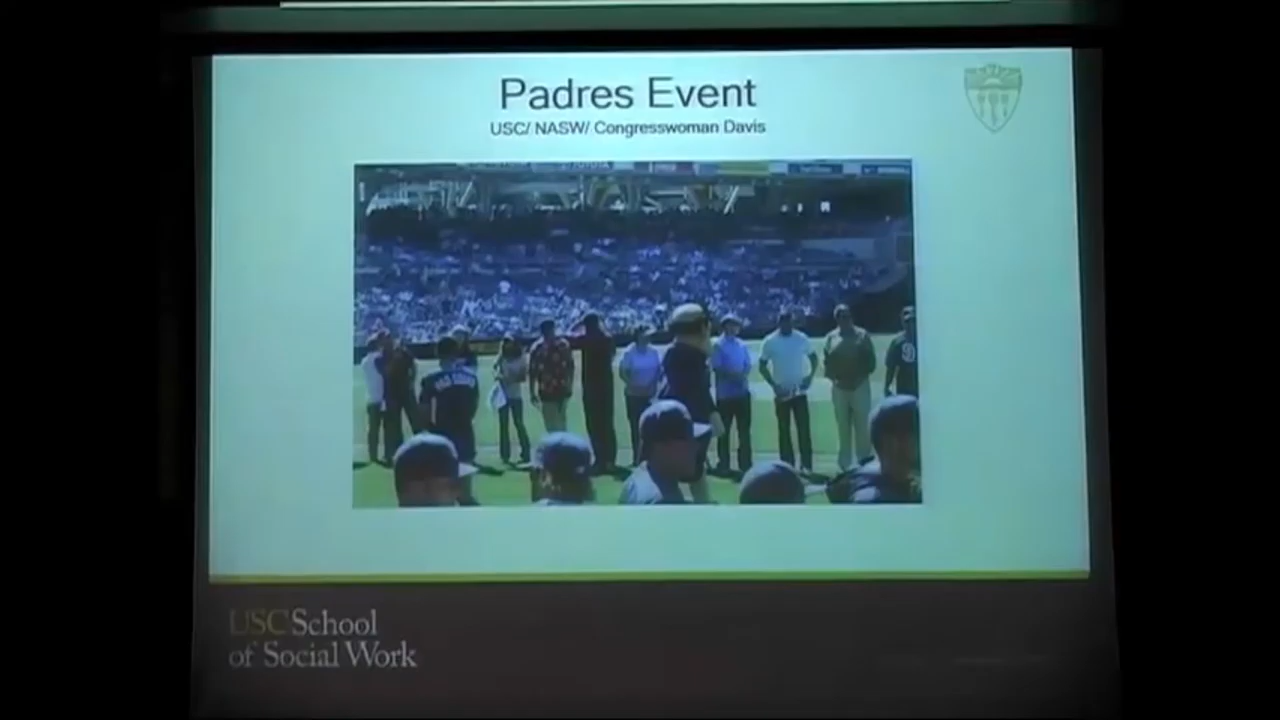 Padres Event
USC/ NASW/ Congresswoman Davis
USC School
of Social Work